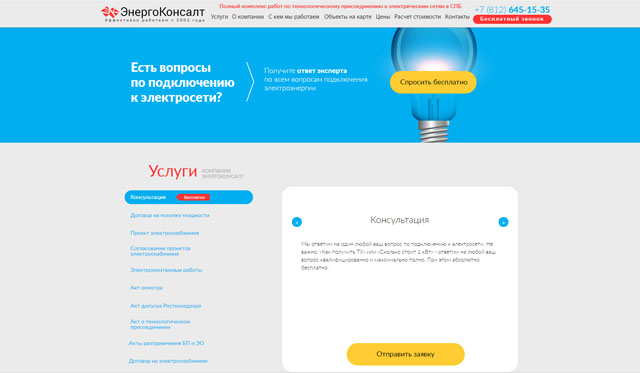 Полный комплекс работ по технологическому присоединению к электрическим сетям в СПБ
ЭнергоКонсалт
Эффективно работаем с 2002 года
Услуги О компании С кем мы работаем Объекты на карте Цены Расчет стоимости Контакты
+7 (812) 645-15-35
Бесплатный звонок
Есть вопросы
по подключению
к электросети?
Получите ответ эксперта
по всем вопросам подключения
электроэнергии
Спросить бесплатно
Услуги
КОМПАНИИ
ЭНЕРГОКОНСАЛТ
Консультация Бесплатно
Договор на покупку мощности
Проект электроснабжения
Согласование проектов
электроснабжения
Электромонтажные работы
Акт осмотра
Акт допуска Ростехнадзора
Акт о технологическом
присоединении
Акты разграничения БП и ЭО
Договор на электроснабжение
Консультация
Мы ответим на один любой ваш вопрос по подключению к электросети. Не
важно, «Как получить ТУ» или «Сколько стоит 1 кВт» - ответим на любой ваш
вопрос квалифицированно и максимально полно. При этом абсолютно
бесплатно.
Отправить заявку